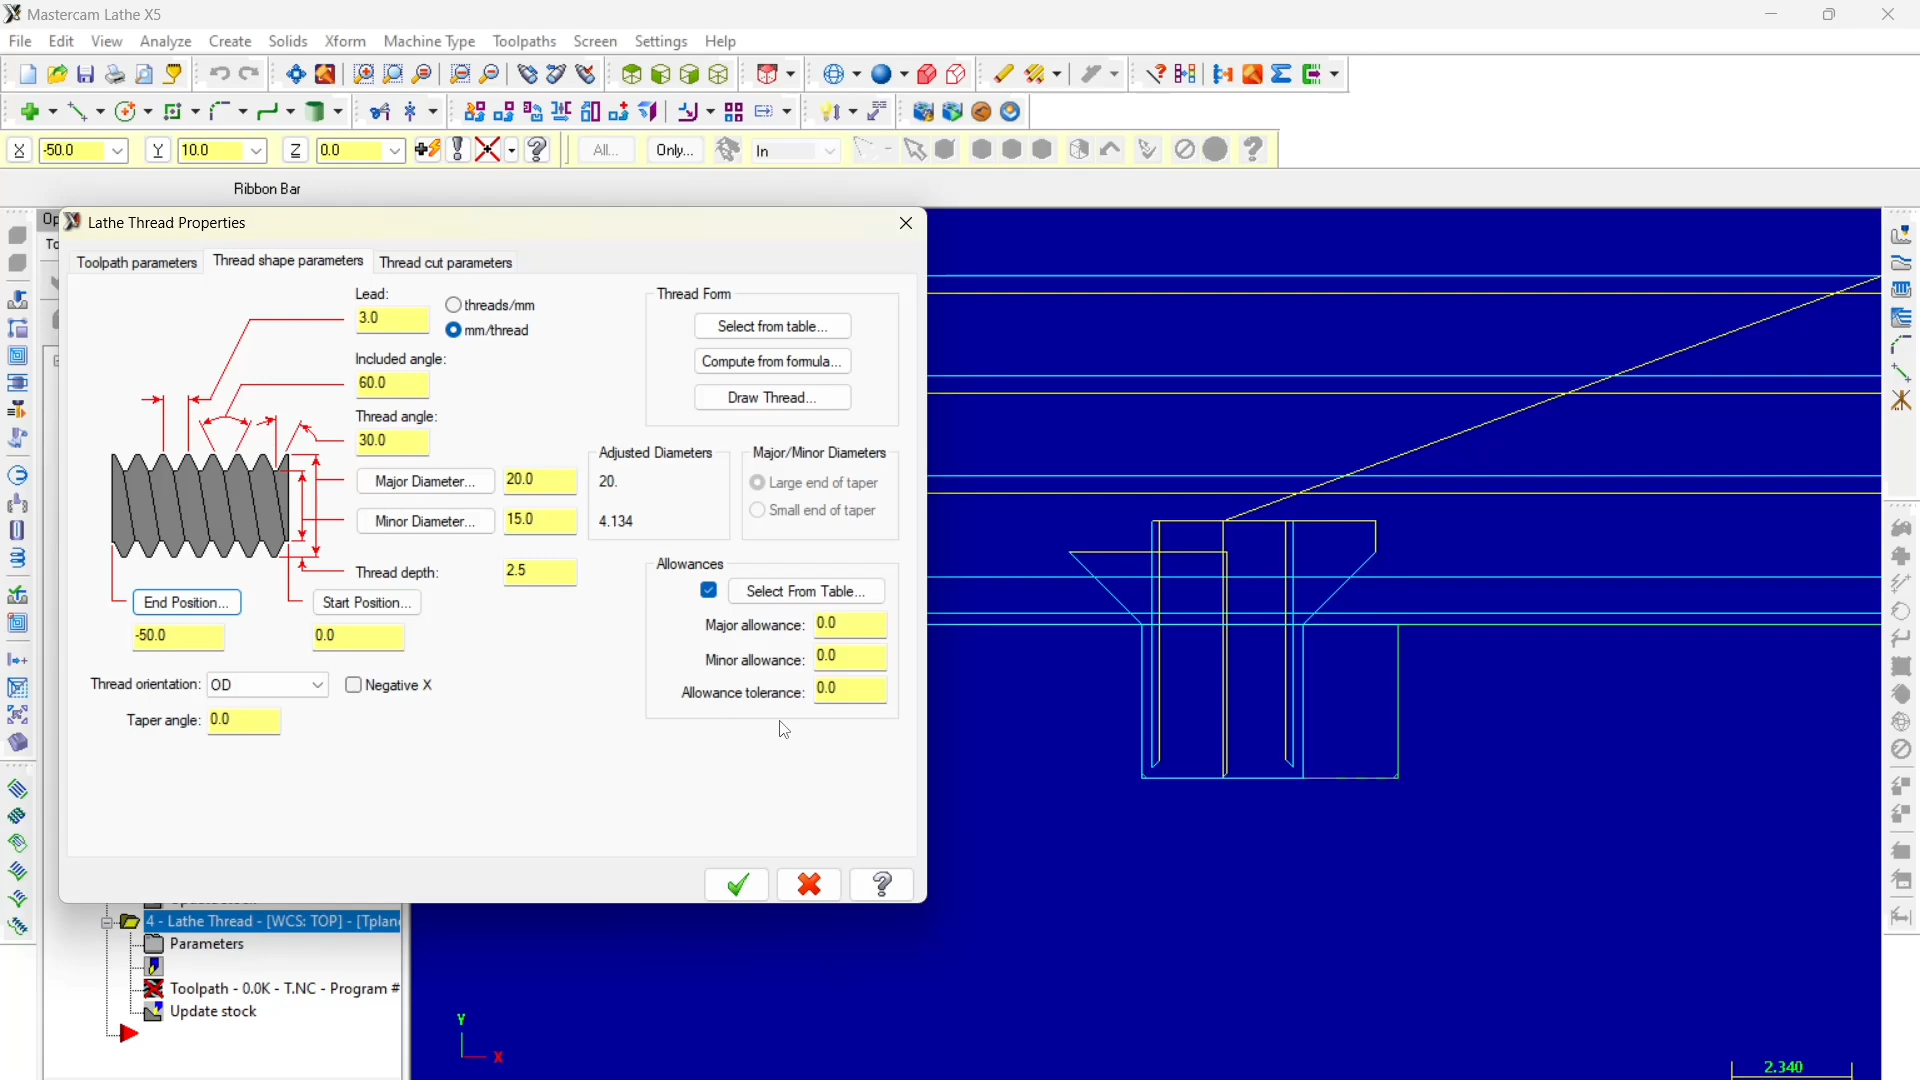 Mastercam Lathe X5
File Edit View Analyze Create Solids Xform Machine Type Toolpaths Screen Settings Help
X -50.0 Y 10.0 Z 0.0 All... Only... In
Ribbon Bar
Op
Lathe Thread Properties
To
Toolpath parameters Thread shape parameters Thread cut parameters
Lead:
3.0
threads/mm
mm/thread
Included angle:
60.0
Thread angle:
30.0
Major Diameter... 20.0
Minor Diameter... 15.0
Thread depth: 2.5
End Position... Start Position...
-50.0 0.0
Thread orientation: OD Negative X
Taper angle: 0.0
Thread Form
Select from table...
Compute from formula...
Draw Thread...
Adjusted Diameters
20.
4.134
Major/Minor Diameters
Large end of taper
Small end of taper
Allowances
Select From Table...
Major allowance: 0.0
Minor allowance: 0.0
Allowance tolerance: 0.0
4 - Lathe Thread - [WCS: TOP] - [Tplan
Parameters
Toolpath - 0.0K - T.NC - Program #
Update stock
Y
X
2.340